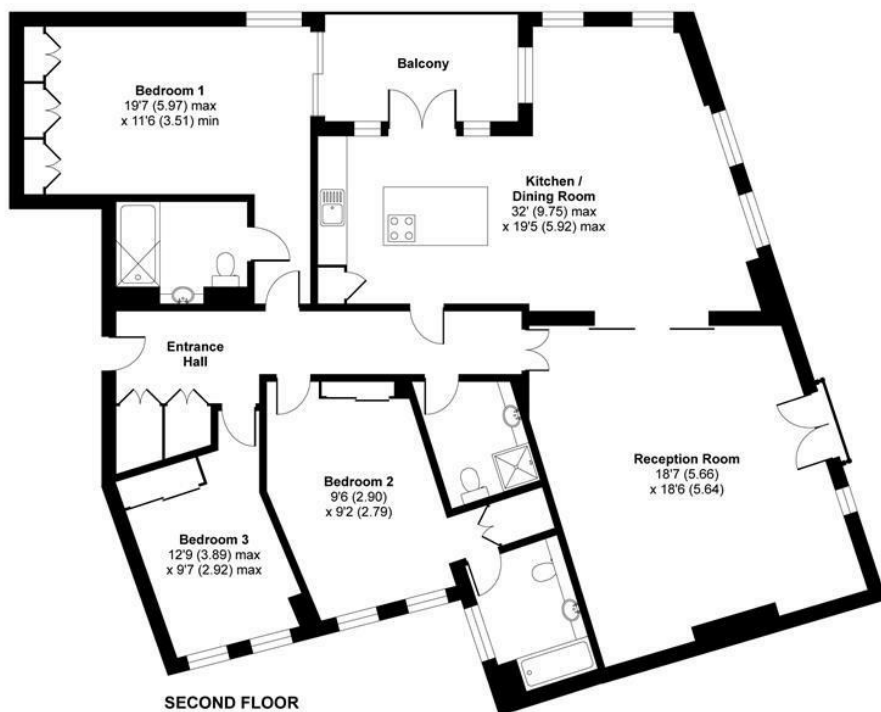 Balcony
Bedroom 1
19'7 (5.97) max
x 11'6 (3.51) min
Kitchen /
Dining Room
32' (9.75) max
x 19'5 (5.92) max
Entrance
Hall
Reception Room
18'7 (5.66)
x 18'6 (5.64)
Bedroom 2
9'6 (2.90)
x 9'2 (2.79)
Bedroom 3
12'9 (3.89) max
x 9'7 (2.92) max
SECOND FLOOR